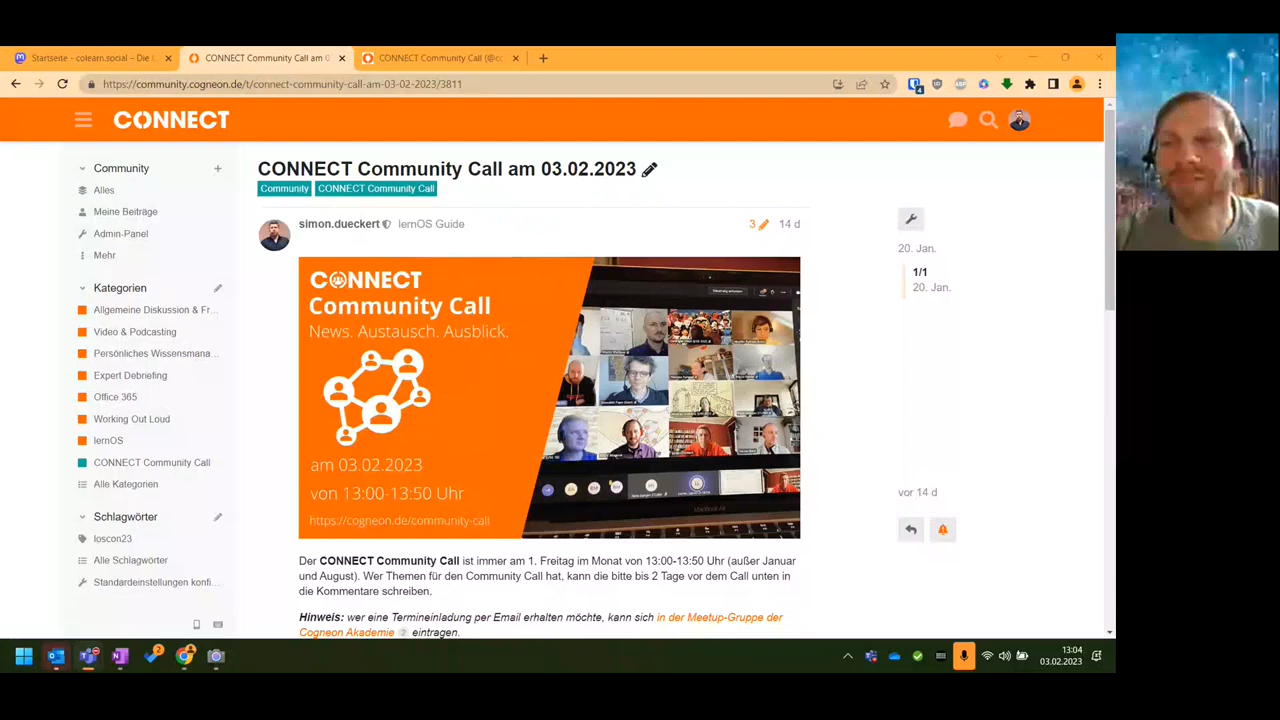 Startseite - colearn.social – Die l
CONNECT Community Call am 0
CONNECT Community Call (@co
https://community.cogneon.de/t/connect-community-call-am-03-02-2023/3811
4
CONNECT
Community
Alles
Meine Beiträge
Admin-Panel
Mehr
Kategorien
Allgemeine Diskussion & Fr...
Video & Podcasting
Persönliches Wissensmana...
Expert Debriefing
Office 365
Working Out Loud
lernOS
CONNECT Community Call
Alle Kategorien
Schlagwörter
loscon23
Alle Schlagwörter
Standardeinstellungen konfi...
CONNECT Community Call am 03.02.2023
Community CONNECT Community Call
simon.dueckert lernOS Guide 3 14 d
CONNECT
Community Call
News. Austausch. Ausblick.
am 03.02.2023
von 13:00-13:50 Uhr
https://cogneon.de/community-call
MacBook Air
Der CONNECT Community Call ist immer am 1. Freitag im Monat von 13:00-13:50 Uhr (außer Januar
und August). Wer Themen für den Community Call hat, kann die bitte bis 2 Tage vor dem Call unten in
die Kommentare schreiben.
Hinweis: wer eine Termineinladung per Email erhalten möchte, kann sich in der Meetup-Gruppe der
Cogneon Akademie 2 eintragen.
20. Jan.
1/1
20. Jan.
vor 14 d
2
13:04
03.02.2023